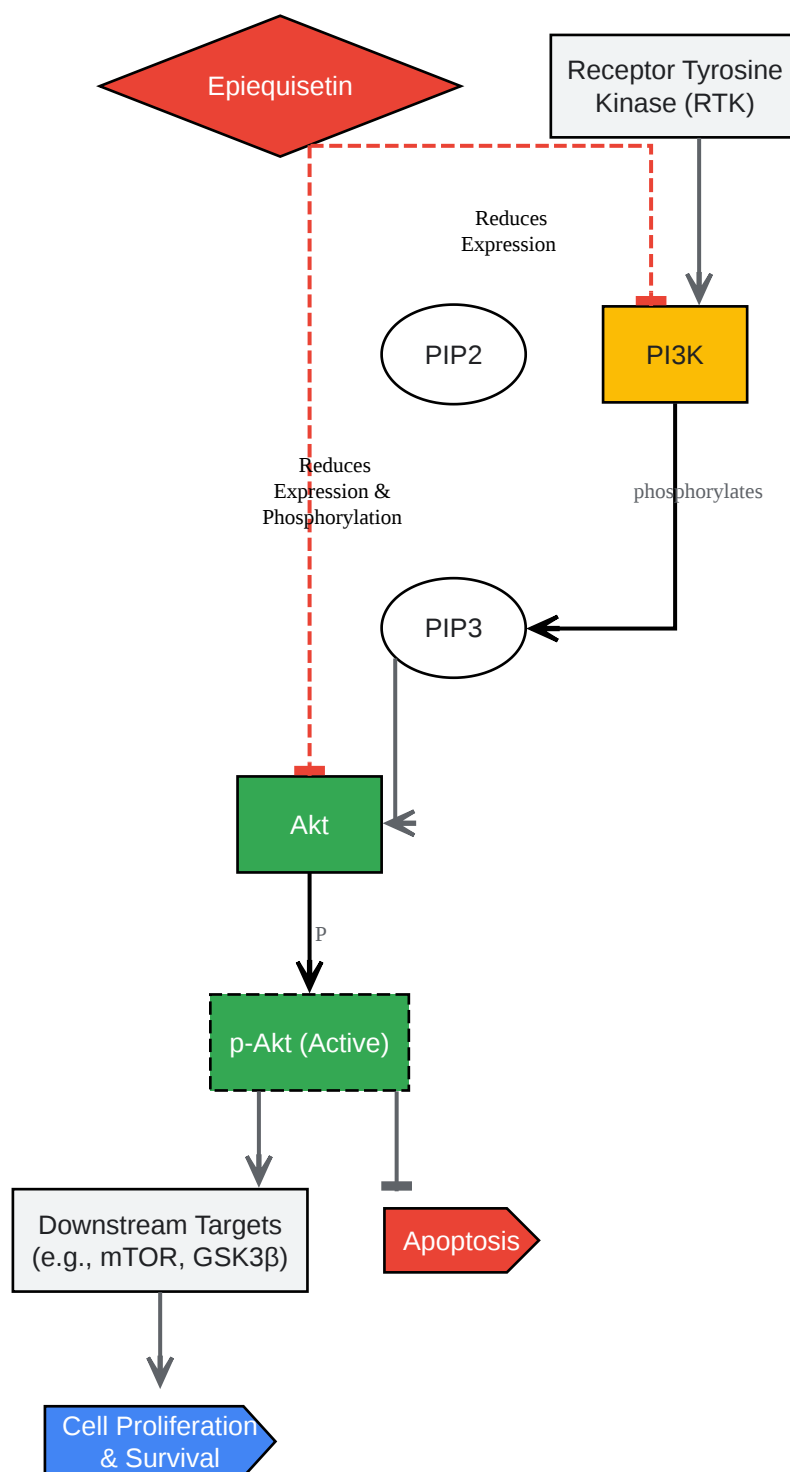 Epiequisetin
Receptor Tyrosine
Kinase (RTK)
Reduces
Expression
PIP2
PI3K
Reduces
Expression &
Phosphorylation
phosphorylates
PIP3
Akt
P
p-Akt (Active)
Downstream Targets
(e.g., mTOR, GSK3β)
Apoptosis
Cell Proliferation
& Survival